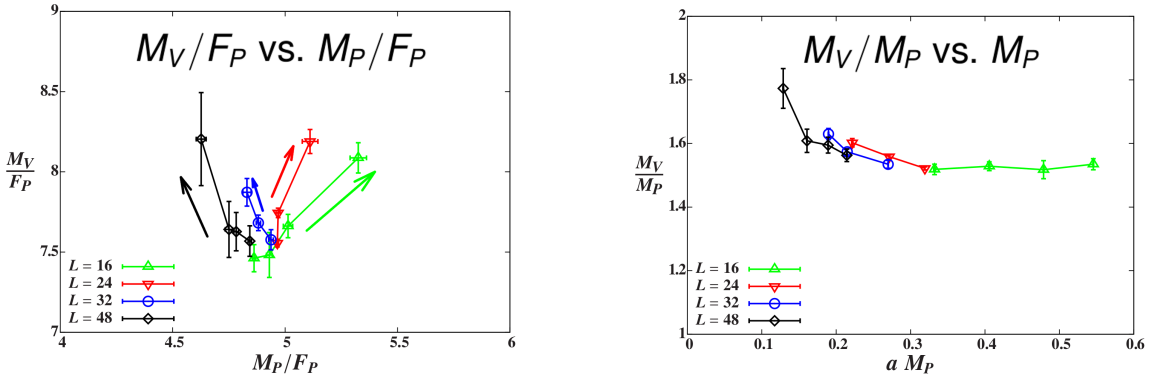 M_V/F_P vs. M_P/F_P
9
8.5
8
7.5
7
M_V
F_P
L = 16
L = 24
L = 32
L = 48
4
4.5
5
5.5
6
M_P/F_P
M_V/M_P vs. M_P
2
1.8
1.6
1.4
1.2
1
M_V
M_P
L = 16
L = 24
L = 32
L = 48
0
0.1
0.2
0.3
0.4
0.5
0.6
a M_P